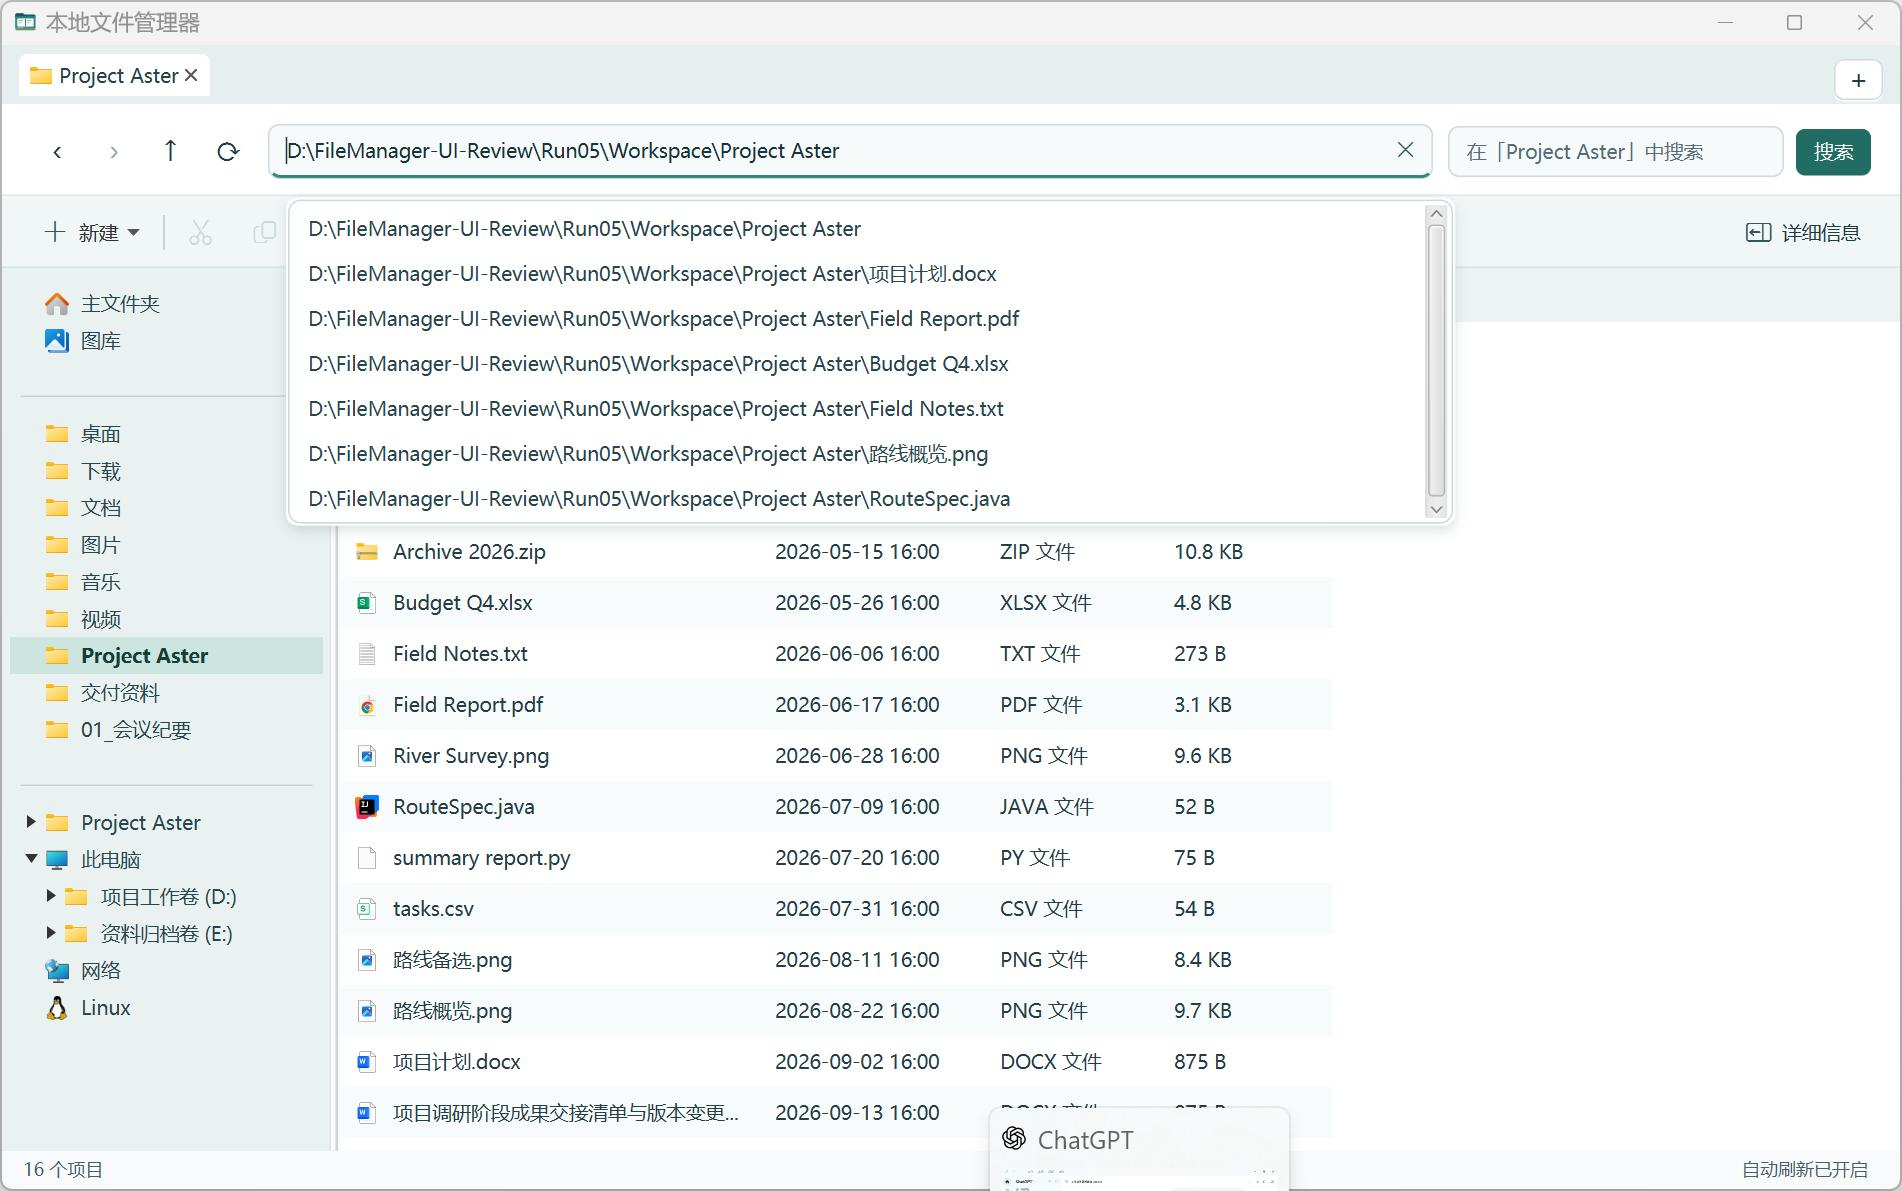 本地文件管理器
Project Aster
D:\FileManager-UI-Review\Run05\Workspace\Project Aster
在「Project Aster」中搜索
搜索
新建
详细信息
D:\FileManager-UI-Review\Run05\Workspace\Project Aster
D:\FileManager-UI-Review\Run05\Workspace\Project Aster\项目计划.docx
D:\FileManager-UI-Review\Run05\Workspace\Project Aster\Field Report.pdf
D:\FileManager-UI-Review\Run05\Workspace\Project Aster\Budget Q4.xlsx
D:\FileManager-UI-Review\Run05\Workspace\Project Aster\Field Notes.txt
D:\FileManager-UI-Review\Run05\Workspace\Project Aster\路线概览.png
D:\FileManager-UI-Review\Run05\Workspace\Project Aster\RouteSpec.java
主文件夹
图库
桌面
下载
文档
图片
音乐
视频
Project Aster
交付资料
01_会议纪要
Project Aster
此电脑
项目工作卷 (D:)
资料归档卷 (E:)
网络
Linux
Archive 2026.zip 2026-05-15 16:00 ZIP 文件 10.8 KB
Budget Q4.xlsx 2026-05-26 16:00 XLSX 文件 4.8 KB
Field Notes.txt 2026-06-06 16:00 TXT 文件 273 B
Field Report.pdf 2026-06-17 16:00 PDF 文件 3.1 KB
River Survey.png 2026-06-28 16:00 PNG 文件 9.6 KB
RouteSpec.java 2026-07-09 16:00 JAVA 文件 52 B
summary report.py 2026-07-20 16:00 PY 文件 75 B
tasks.csv 2026-07-31 16:00 CSV 文件 54 B
路线备选.png 2026-08-11 16:00 PNG 文件 8.4 KB
路线概览.png 2026-08-22 16:00 PNG 文件 9.7 KB
项目计划.docx 2026-09-02 16:00 DOCX 文件 875 B
项目调研阶段成果交接清单与版本变更... 2026-09-13 16:00
ChatGPT
16 个项目
自动刷新已开启